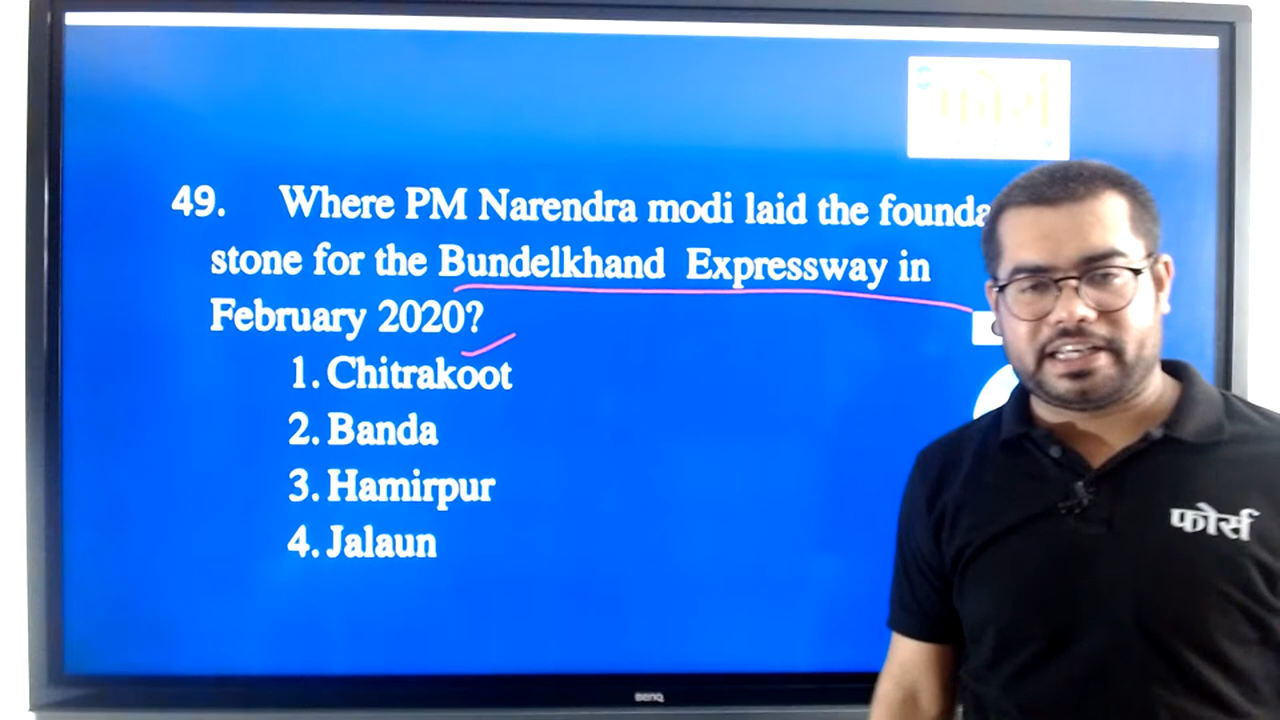 49. Where PM Narendra modi laid the founda
stone for the Bundelkhand Expressway in
February 2020?
1. Chitrakoot
2. Banda
3. Hamirpur
4. Jalaun
फोर्स
BenQ